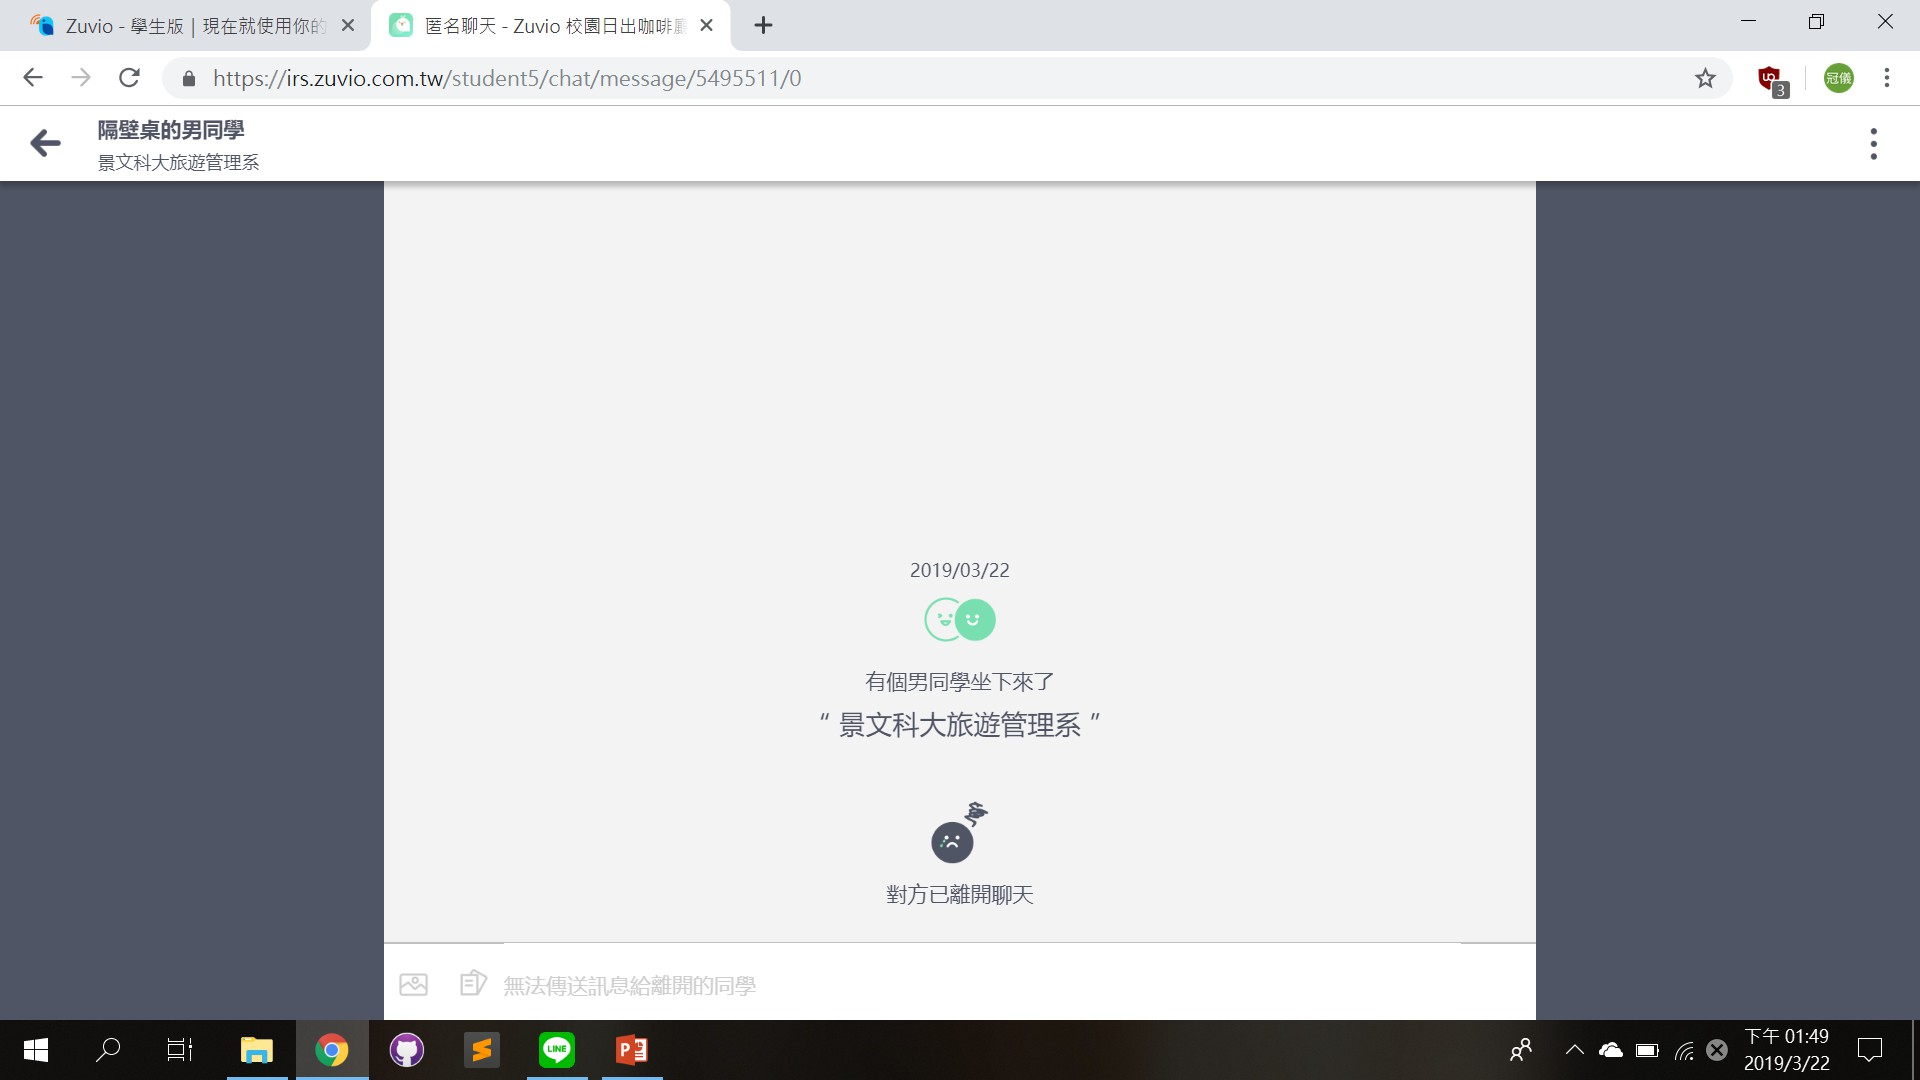 Zuvio - 學生版 | 現在就使用你的
匿名聊天 - Zuvio 校園日出咖啡廳
https://irs.zuvio.com.tw/student5/chat/message/5495511/0
3
冠儀
隔壁桌的男同學
景文科大旅遊管理系
2019/03/22
有個男同學坐下來了
“ 景文科大旅遊管理系 ”
對方已離開聊天
無法傳送訊息給離開的同學
LINE
下午 01:49
2019/3/22